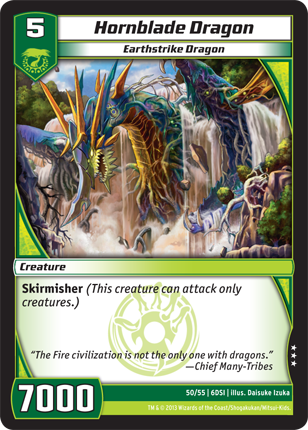 5
Hornblade Dragon
Earthstrike Dragon
Creature
Skirmisher (This creature can attack only
creatures.)
"The Fire civilization is not the only one with dragons."
—Chief Many-Tribes
7000
50/55 | 6DSI | illus. Daisuke Izuka
TM & © 2013 Wizards of the Coast/Shogakukan/Mitsui-Kids.